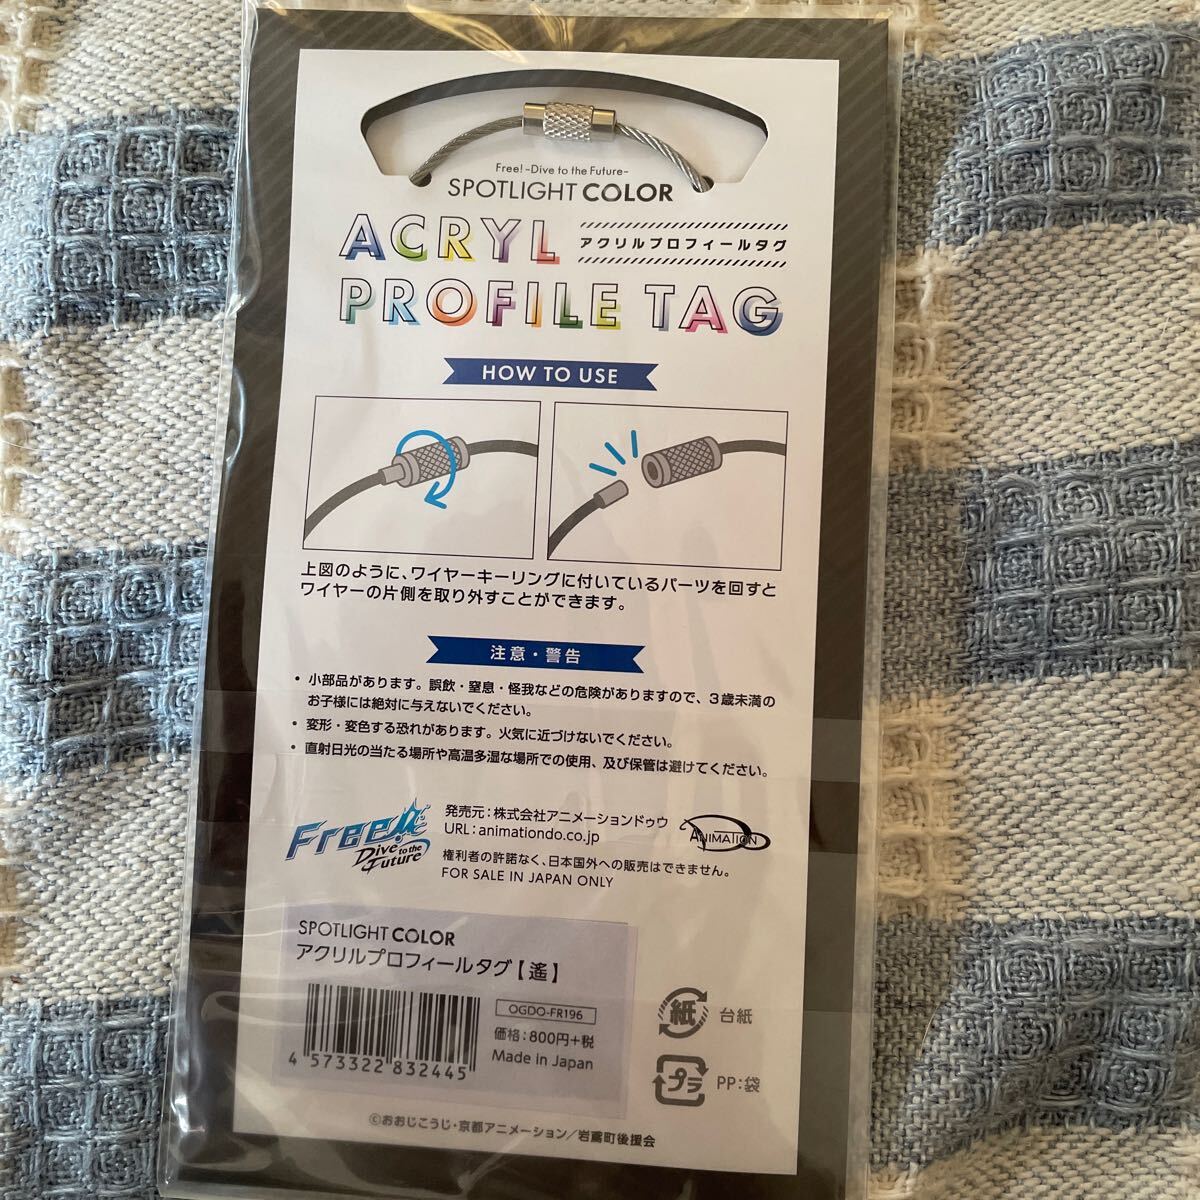 Free! -Dive to the Future-
SPOTLIGHT COLOR
ACRYL
アクリルプロフィールタグ
PROFILE TAG
HOW TO USE
上図のように、ワイヤーキーリングに付いているパーツを回すと
ワイヤーの片側を取り外すことができます。
注意・警告
・小部品があります。誤飲・窒息・怪我などの危険がありますので、3歳未満の
お子様には絶対に与えないでください。
・変形・変色する恐れがあります。火気に近づけないでください。
・直射日光の当たる場所や高温多湿な場所での使用、及び保管は避けてください。
Free!
Dive to the
Future
発売元：株式会社アニメーションドゥウ
URL：animationdo.co.jp
ANIMATION
権利者の許諾なく、日本国外への販売はできません。
FOR SALE IN JAPAN ONLY
SPOTLIGHT COLOR
アクリルプロフィールタグ【遙】
OGDO-FR196
価格：800円+税
Made in Japan
4 573322 832445
紙 台紙
プラ PP：袋
©おおじこうじ・京都アニメーション／岩鳶町後援会